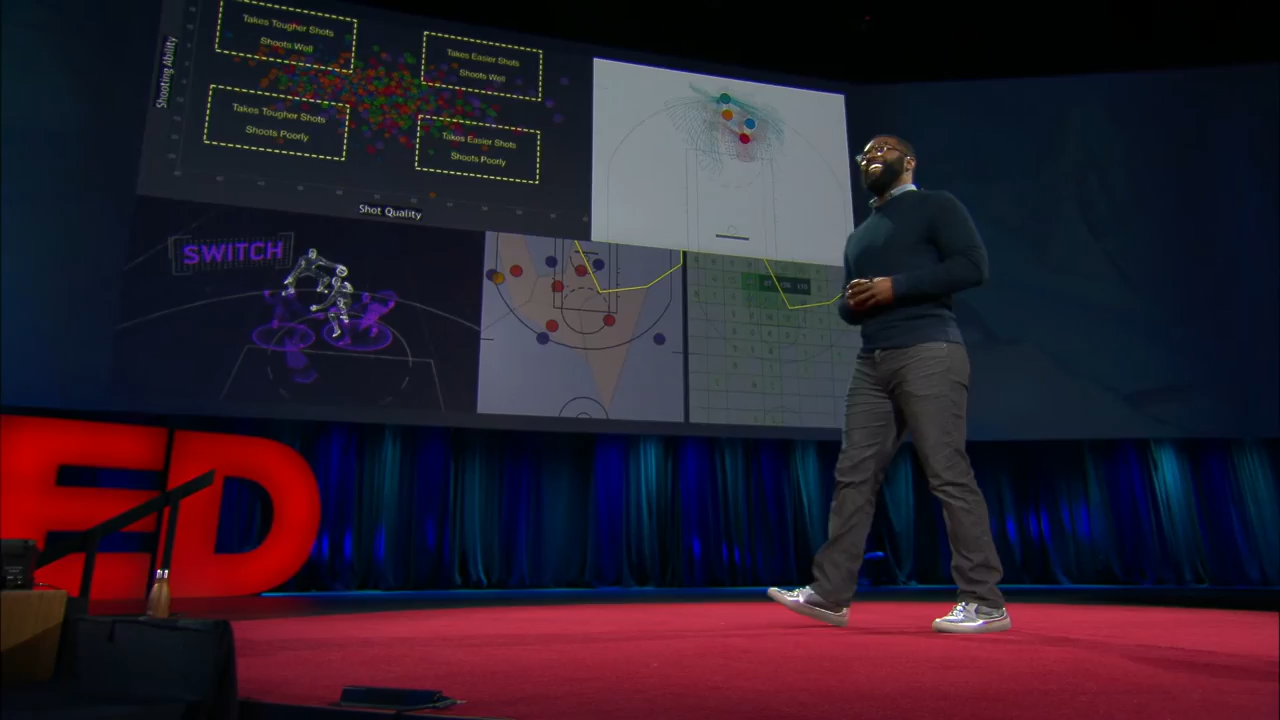 Takes Tougher Shots
Shoots Well
Takes Easier Shots
Shoots Well
Shooting Ability
Takes Tougher Shots
Shoots Poorly
Takes Easier Shots
Shoots Poorly
Shot Quality
SWITCH
ED